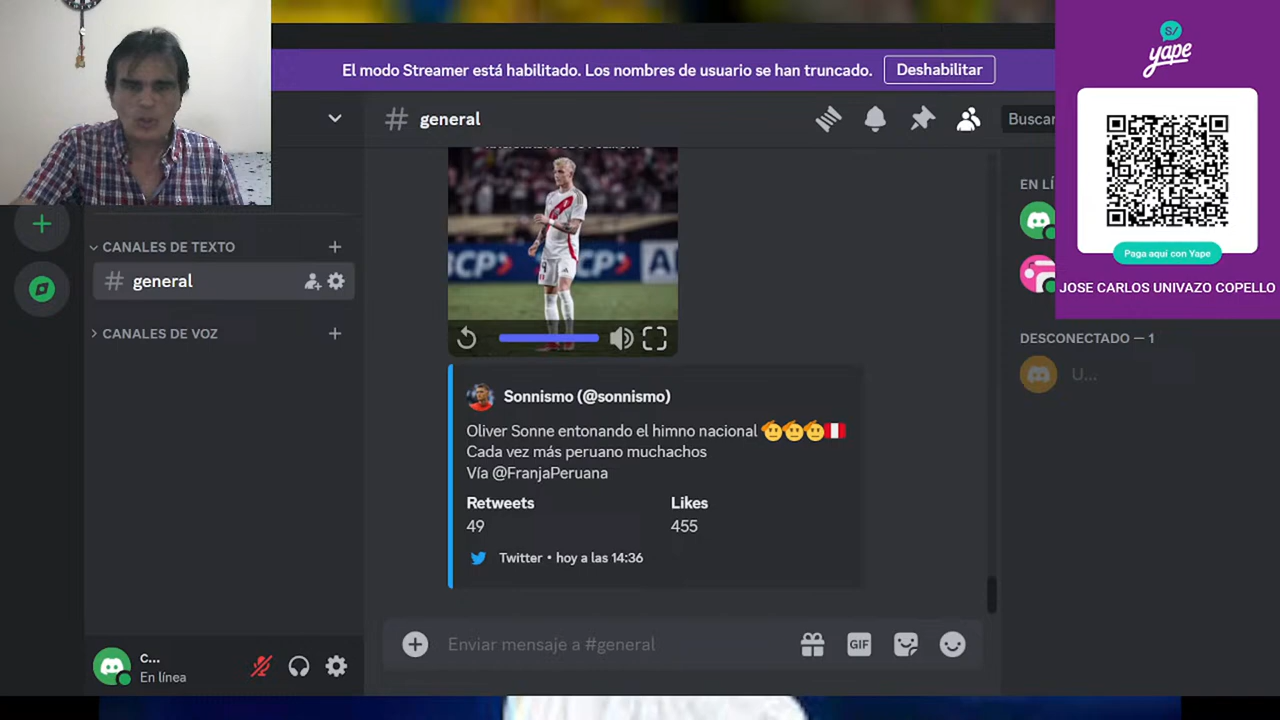 El modo Streamer está habilitado. Los nombres de usuario se han truncado.
Deshabilitar
general
Buscar
CANALES DE TEXTO
general
CANALES DE VOZ
BCP
BCP
Sonnismo (@sonnismo)
Oliver Sonne entonando el himno nacional 🫡🫡🫡🇵🇪
Cada vez más peruano muchachos
Vía @FranjaPeruana
Retweets
Likes
49
455
Twitter • hoy a las 14:36
Enviar mensaje a #general
GIF
C...
En línea
EN LÍ
DESCONECTADO — 1
U...
S/
yape
Paga aquí con Yape
JOSE CARLOS UNIVAZO COPELLO